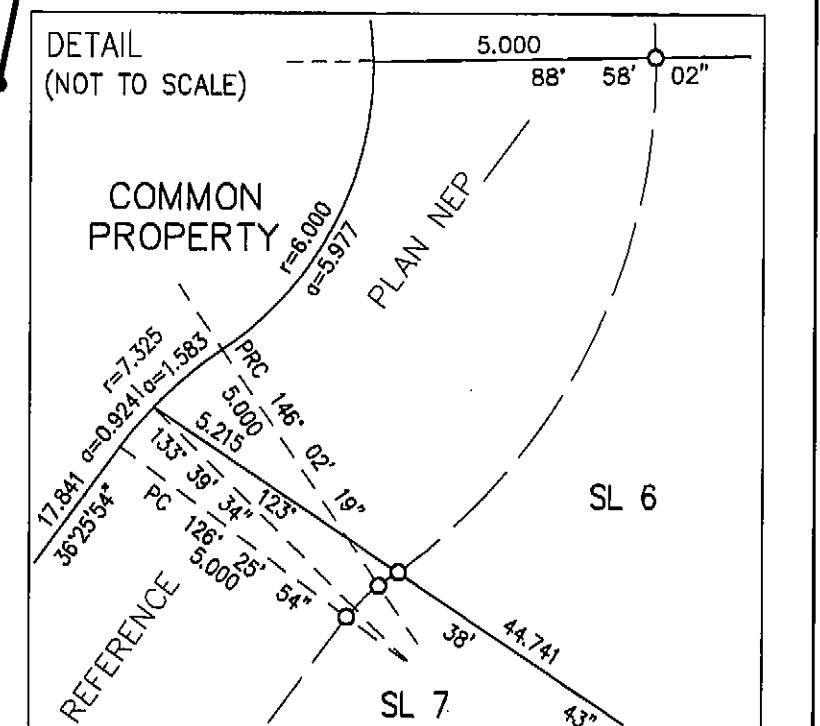 DETAIL
(NOT TO SCALE)
5.000
88° 58' 02"
COMMON
PROPERTY
r=6.000
a=5.977
PLAN NEP
r=7.325
a=0.924
a=1.583
PRC 146° 02' 19"
5.000
5.215
17.841
36°25'54"
133° 39' 34"
123° 38' 43"
PC 126° 25' 54"
5.000
44.741
SL 6
REFERENCE
SL 7